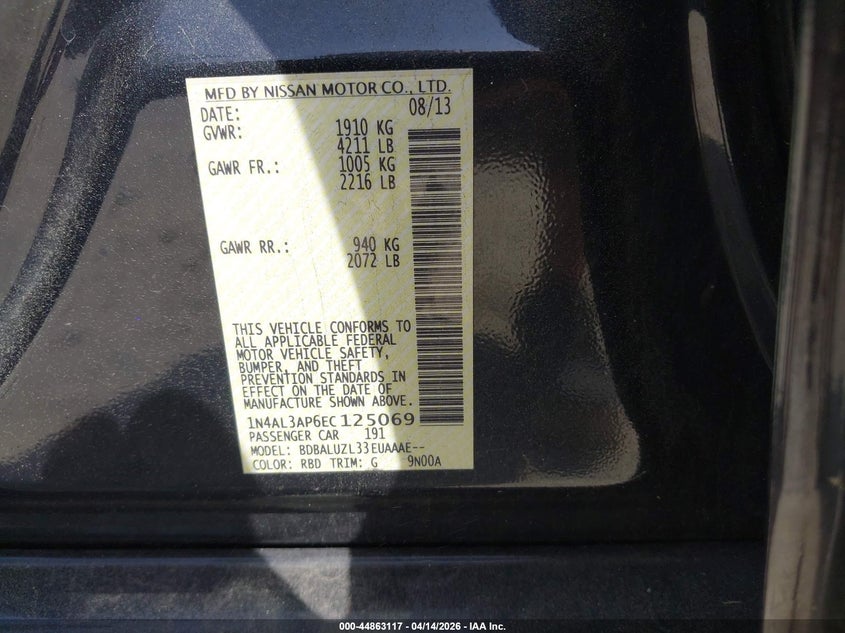 MFD BY NISSAN MOTOR CO., LTD.
DATE: 08/13
GVWR: 1910 KG
4211 LB
GAWR FR.: 1005 KG
2216 LB
GAWR RR.: 940 KG
2072 LB
THIS VEHICLE CONFORMS TO
ALL APPLICABLE FEDERAL
MOTOR VEHICLE SAFETY,
BUMPER, AND THEFT
PREVENTION STANDARDS IN
EFFECT ON THE DATE OF
MANUFACTURE SHOWN ABOVE.
1N4AL3AP6EC125069
PASSENGER CAR 191
MODEL: BDBALUZL33EUAAAE--
COLOR: RBD TRIM: G 9N00A
000-44863117 - 04/14/2026 - IAA Inc.